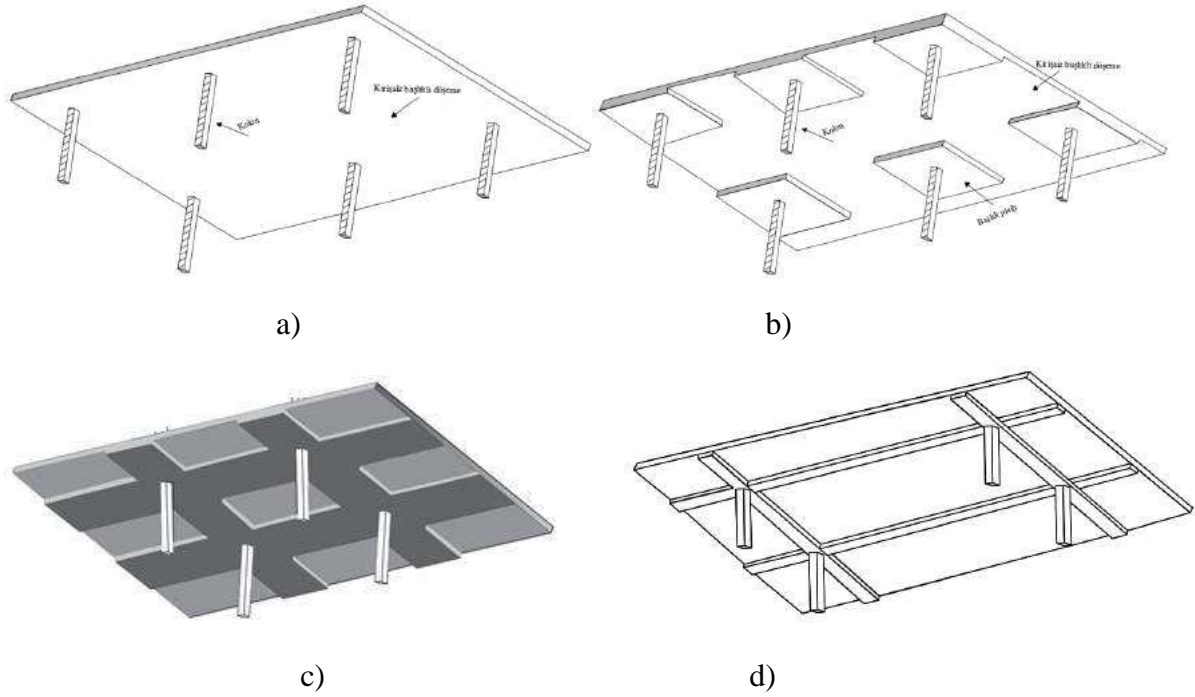 Kirişsiz başlıklı döşeme
Kolon
a)
Kirişsiz başlıklı döşeme
Kolon
Başlık plağı
b)
c)
d)